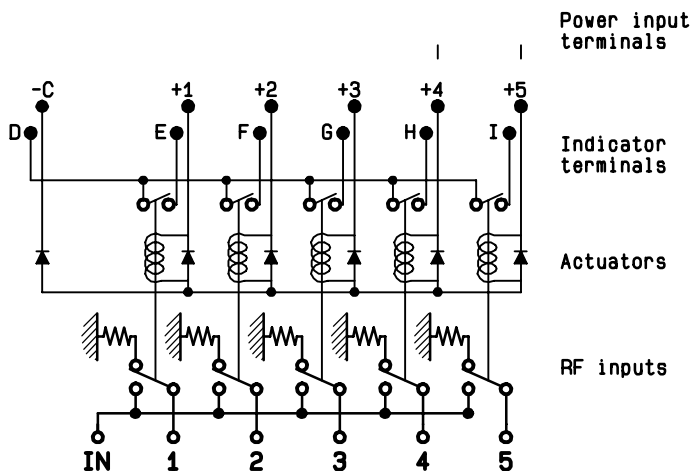 Power input
terminals
-C +1 +2 +3 +4 +5
D E F G H I
Indicator
terminals
Actuators
RF inputs
IN 1 2 3 4 5